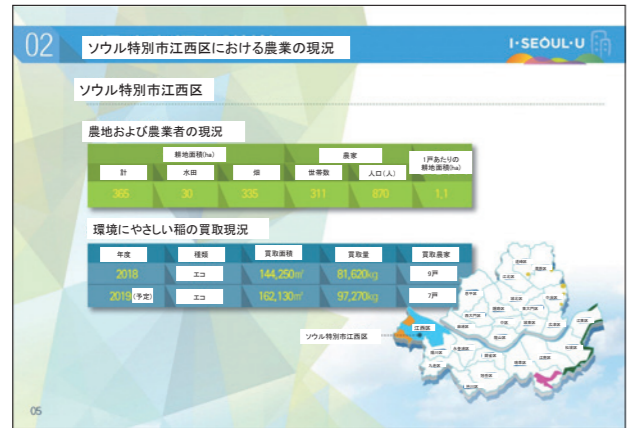 02
ソウル特別市江西区における農業の現況
I·SEOUL·U
ソウル特別市江西区
農地および農業者の現況
耕地面積(ha)
農家
1戸あたりの
耕地面積(ha)
計
水田
畑
世帯数
人口(人)
365
30
335
311
870
1.1
環境にやさしい稲の買取現況
年度
種類
買取面積
買取量
買取農家
2018
エコ
144,250㎡
81,620kg
9戸
2019(予定)
エコ
162,130㎡
97,270kg
7戸
江西区
ソウル特別市江西区
05